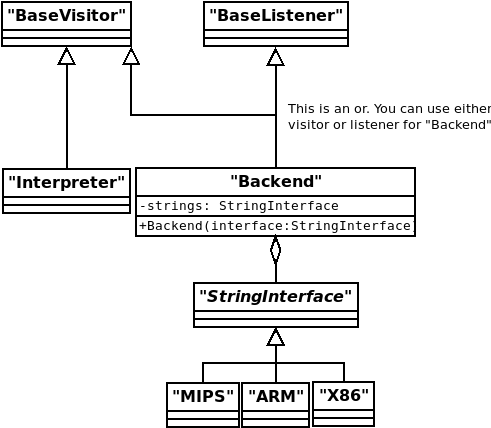 "BaseVisitor"
"BaseListener"
This is an or. You can use either
visitor or listener for "Backend"
"Interpreter"
"Backend"
-strings: StringInterface
+Backend(interface:StringInterface)
"StringInterface"
"MIPS"
"ARM"
"X86"